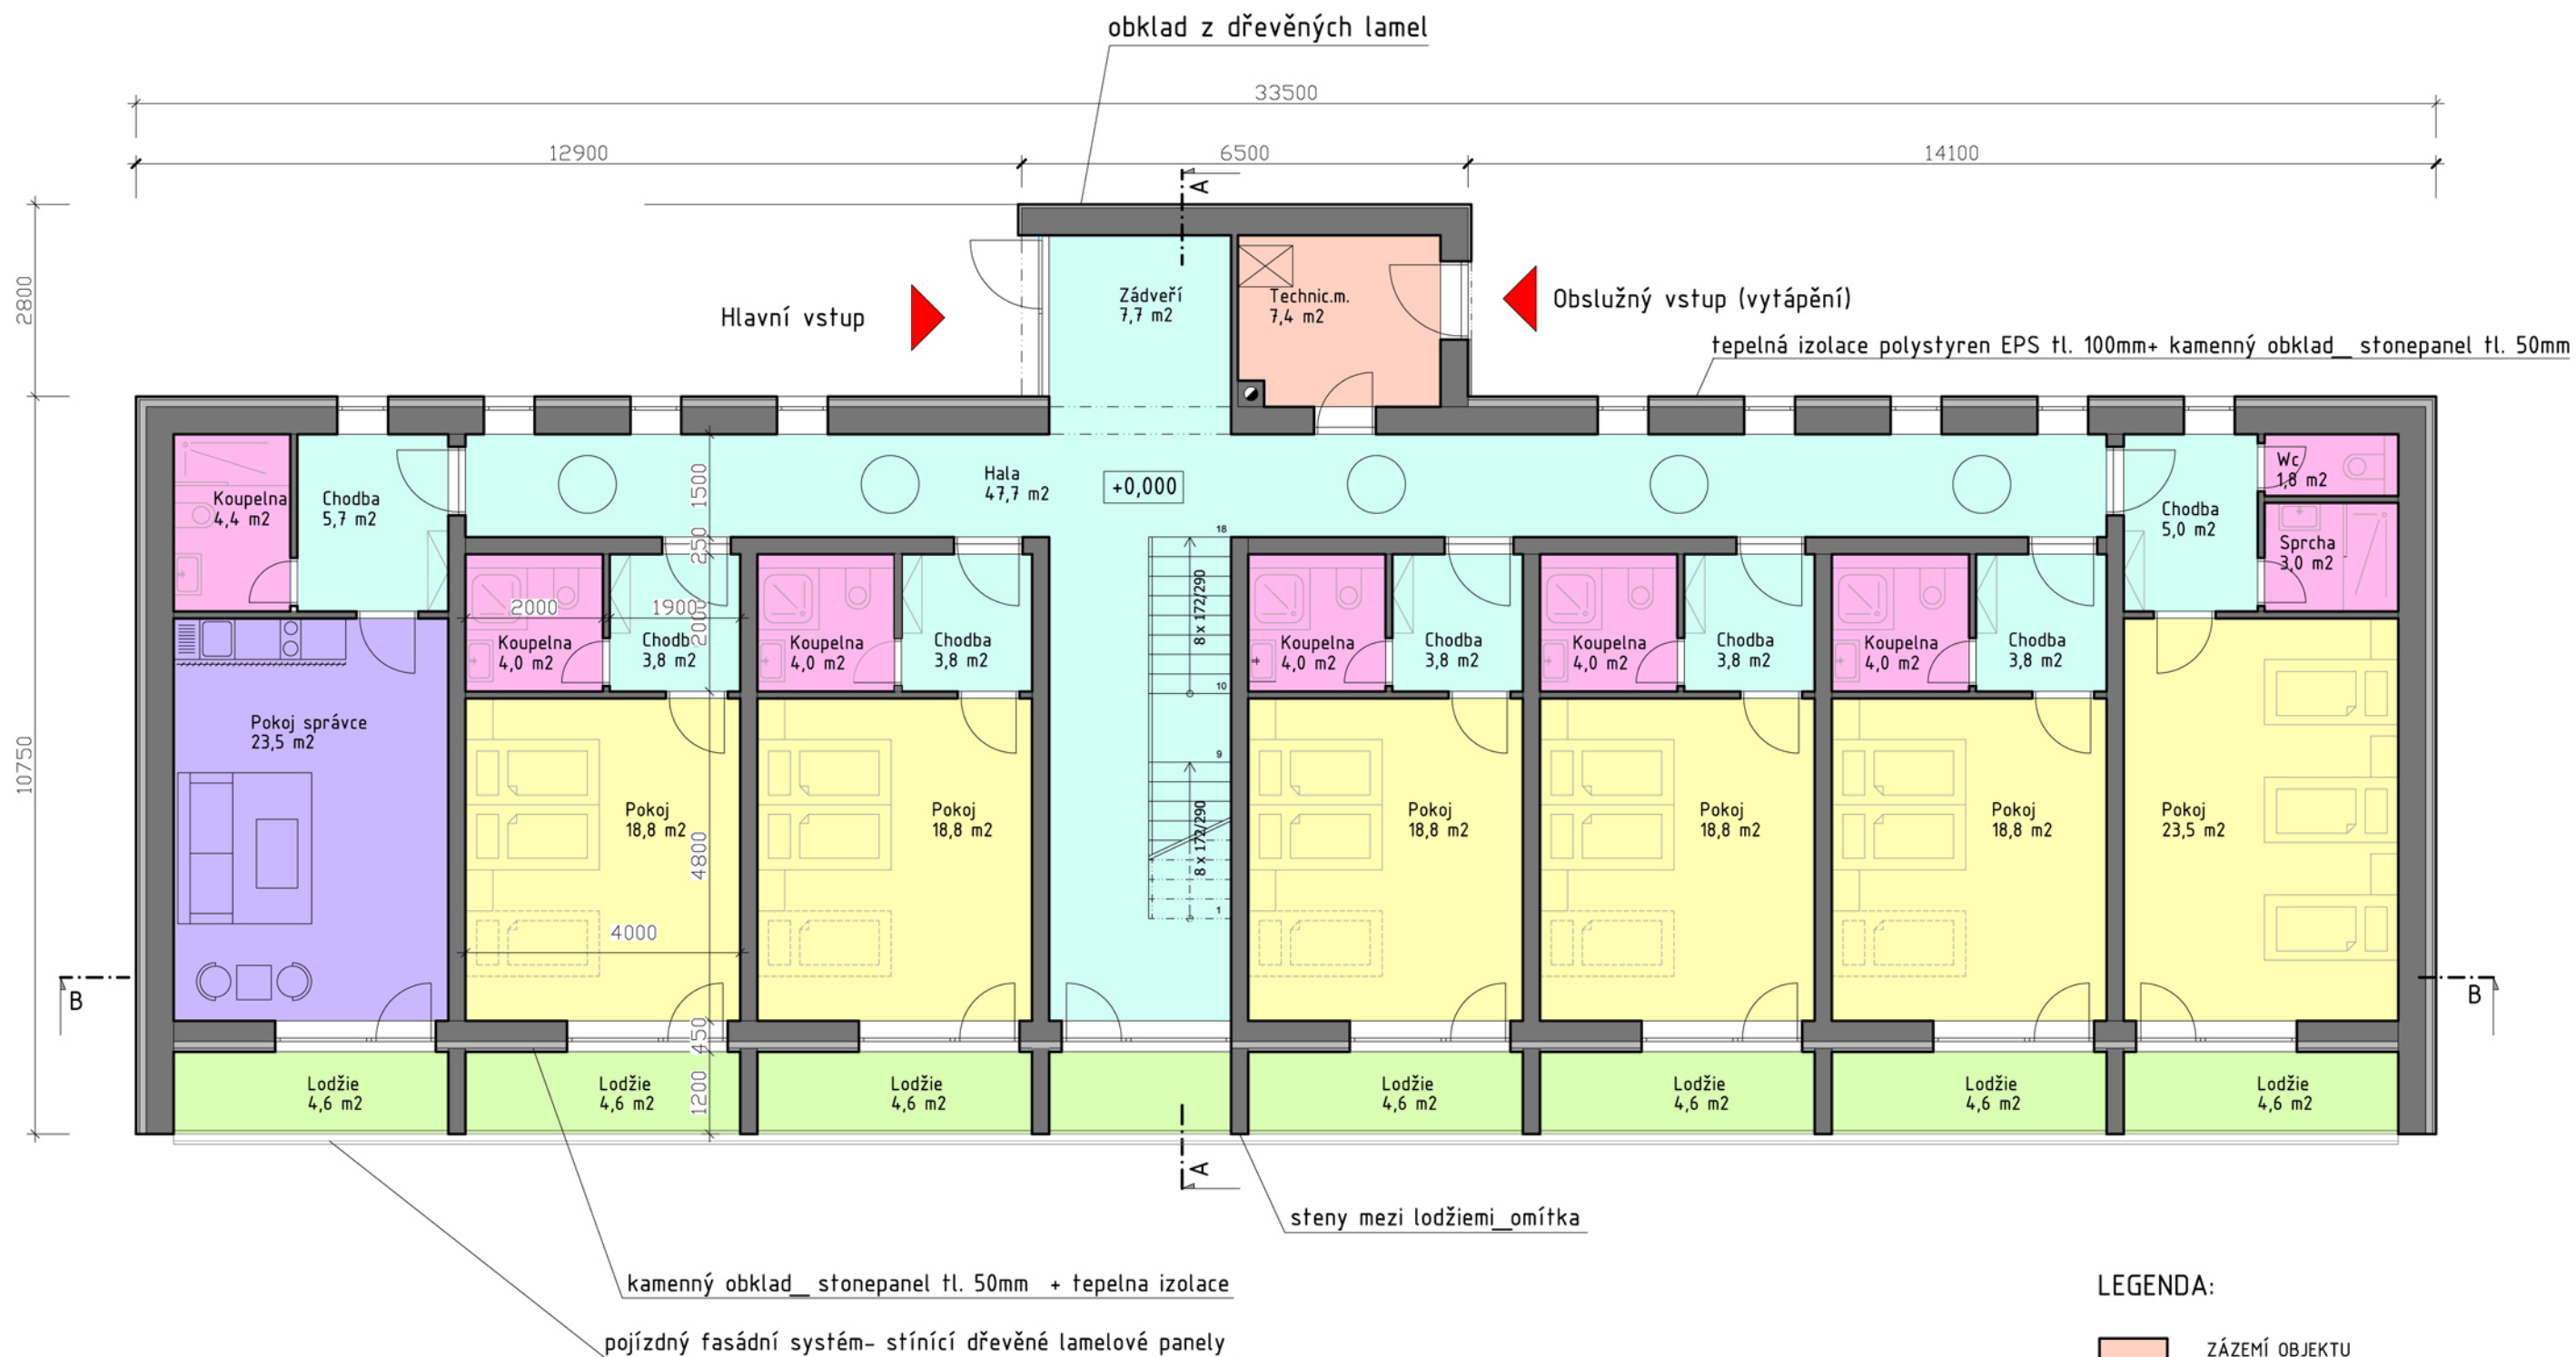 obklad z dřevěných lamel
33500
12900
6500
14100
A
2800
Hlavní vstup
Zádveří
7,7 m2
Technic.m.
7,4 m2
Obslužný vstup (vytápění)
tepelná izolace polystyren EPS tl. 100mm+ kamenný obklad_ stonepanel tl. 50mm
Koupelna
4,4 m2
Chodba
5,7 m2
1500
Hala
47,7 m2
+0,000
Wc
1,8 m2
Chodba
5,0 m2
Sprcha
3,0 m2
250
18
8 x 172/290
2000
1900
2000
Koupelna
4,0 m2
Chodba
3,8 m2
Koupelna
4,0 m2
Chodba
3,8 m2
Koupelna
4,0 m2
Chodba
3,8 m2
Koupelna
4,0 m2
Chodba
3,8 m2
Koupelna
4,0 m2
Chodba
3,8 m2
10
10750
Pokoj správce
23,5 m2
9
8 x 172/290
1
Pokoj
18,8 m2
4800
Pokoj
18,8 m2
Pokoj
18,8 m2
Pokoj
18,8 m2
Pokoj
18,8 m2
Pokoj
23,5 m2
4000
B
B
450
1200
Lodžie
4,6 m2
Lodžie
4,6 m2
Lodžie
4,6 m2
Lodžie
4,6 m2
Lodžie
4,6 m2
Lodžie
4,6 m2
Lodžie
4,6 m2
A
steny mezi lodžiemi_omítka
kamenný obklad_ stonepanel tl. 50mm + tepelna izolace
pojízdný fasádní systém- stínící dřevěné lamelové panely
LEGENDA:
ZÁZEMÍ OBJEKTU